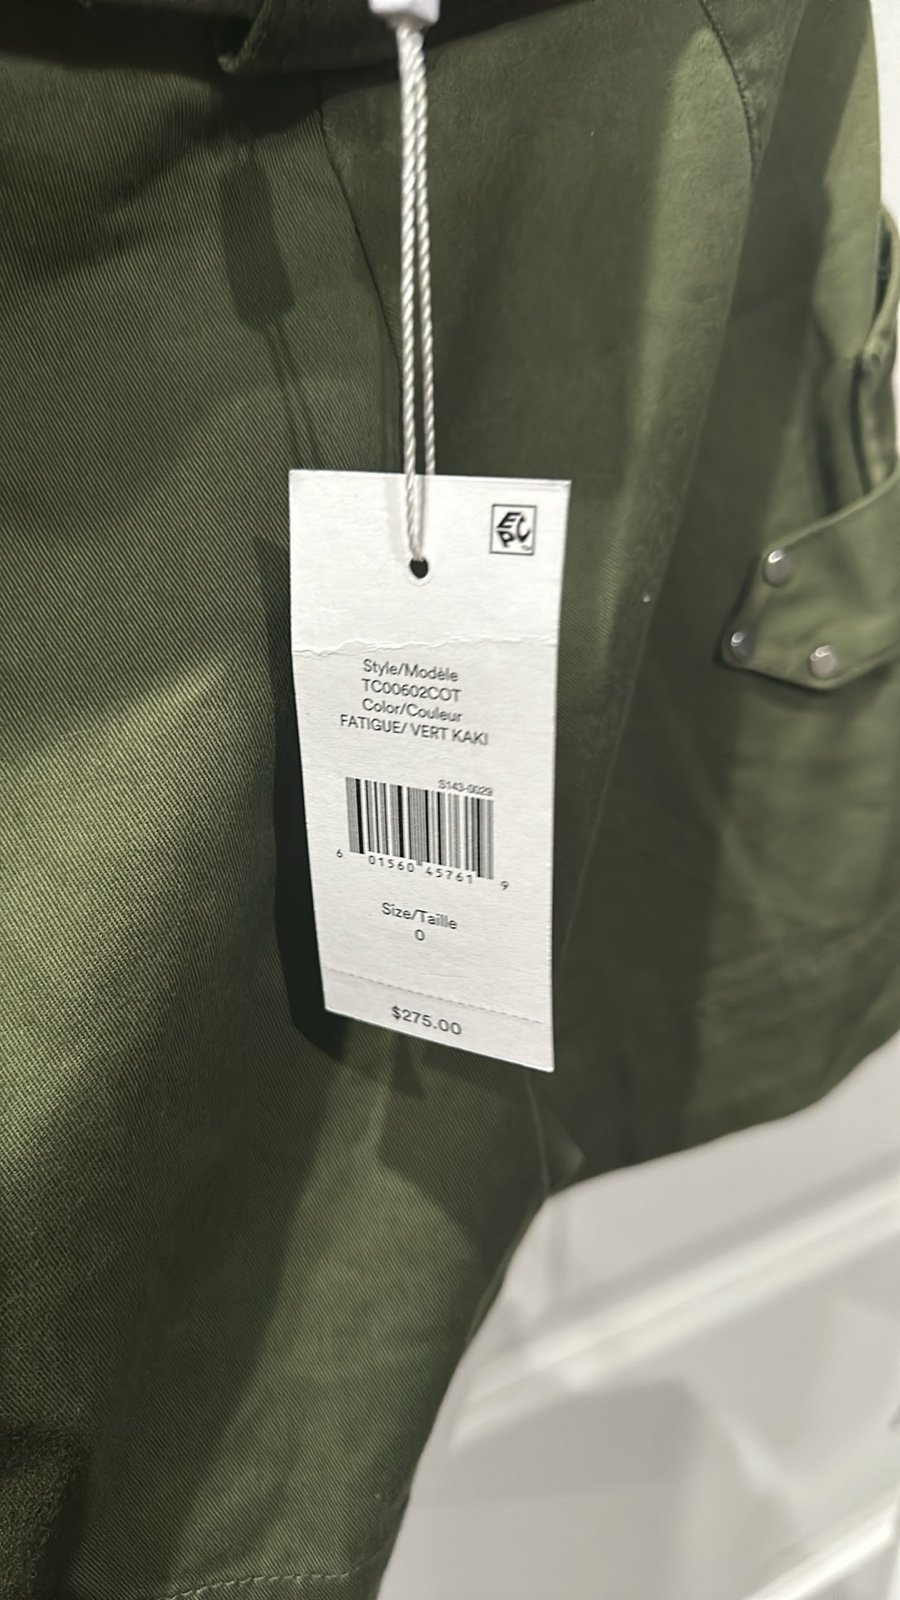 EPC
Style/Modèle
TC00602COT
Color/Couleur
FATIGUE/ VERT KAKI
S143-0029
6 01560 45761 9
Size/Taille
0
$275.00